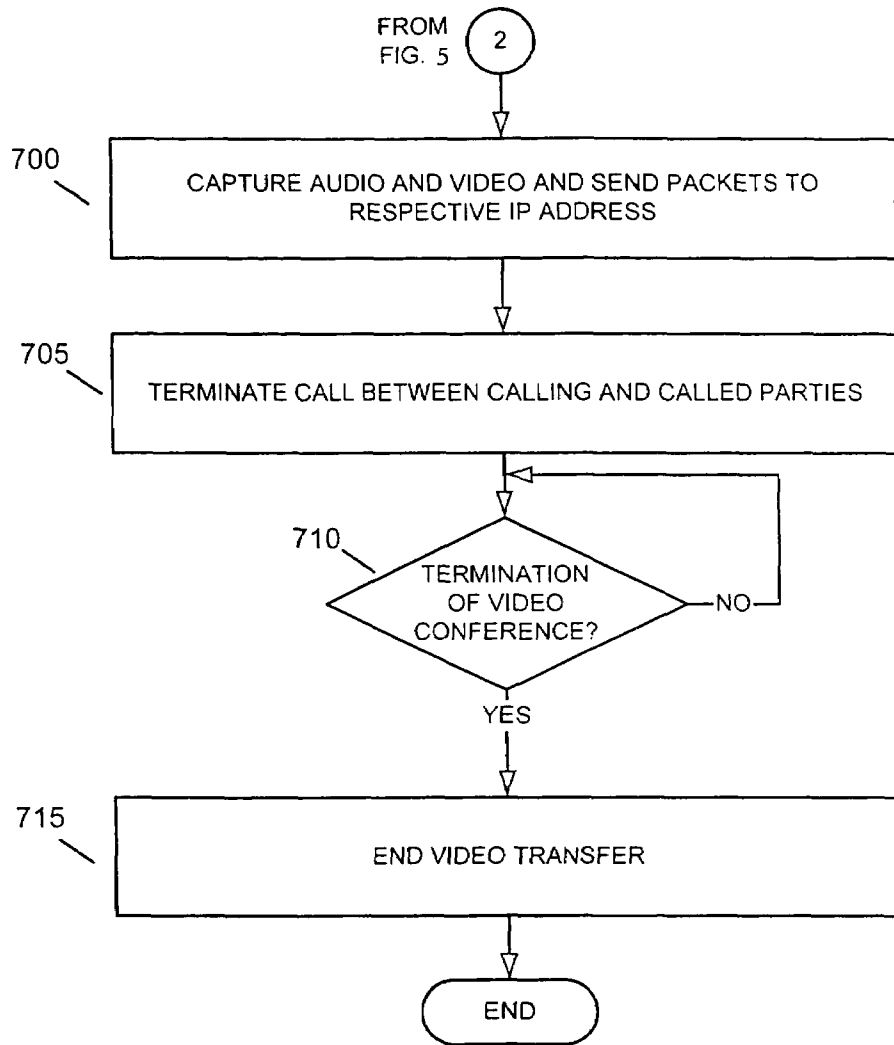 FROM
FIG. 5
2
700
CAPTURE AUDIO AND VIDEO AND SEND PACKETS TO
RESPECTIVE IP ADDRESS
705
TERMINATE CALL BETWEEN CALLING AND CALLED PARTIES
710
TERMINATION
OF VIDEO
CONFERENCE?
NO
YES
715
END VIDEO TRANSFER
END